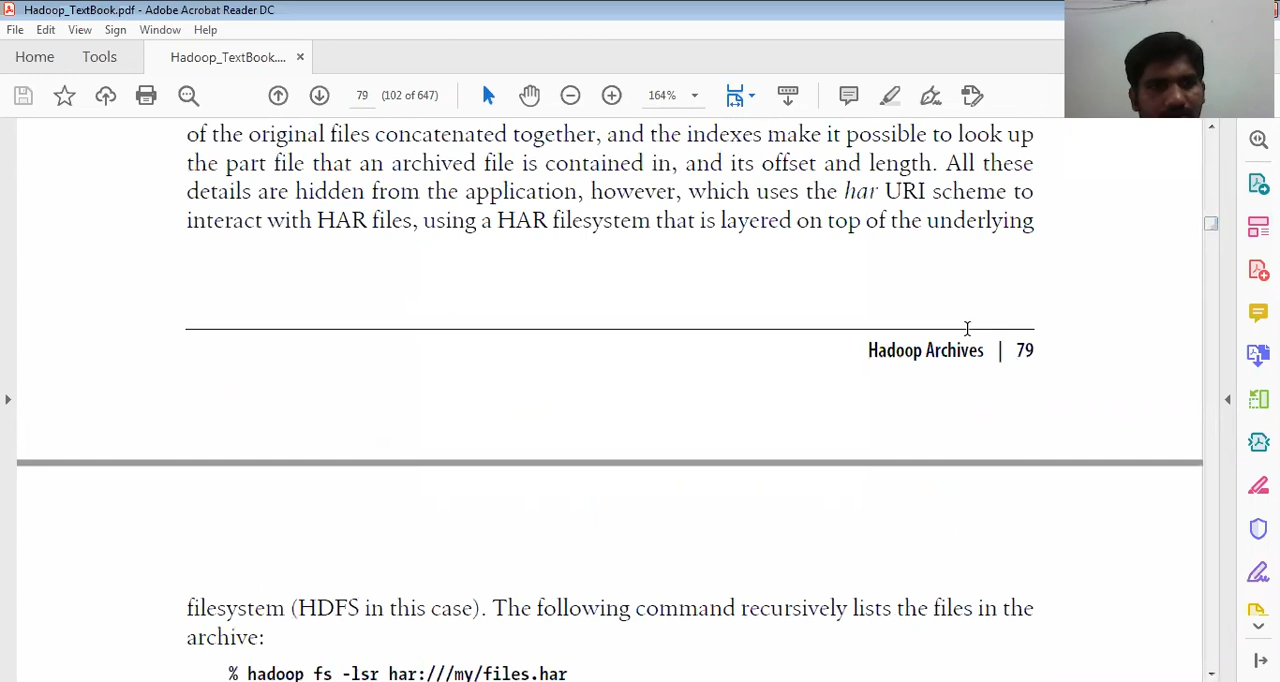 Hadoop_TextBook.pdf - Adobe Acrobat Reader DC
File Edit View Sign Window Help
Home Tools Hadoop_TextBook.... ×
79 (102 of 647) 164%
of the original files concatenated together, and the indexes make it possible to look up
the part file that an archived file is contained in, and its offset and length. All these
details are hidden from the application, however, which uses the har URI scheme to
interact with HAR files, using a HAR filesystem that is layered on top of the underlying
Hadoop Archives | 79
filesystem (HDFS in this case). The following command recursively lists the files in the
archive:
% hadoop fs -lsr har:///my/files.har